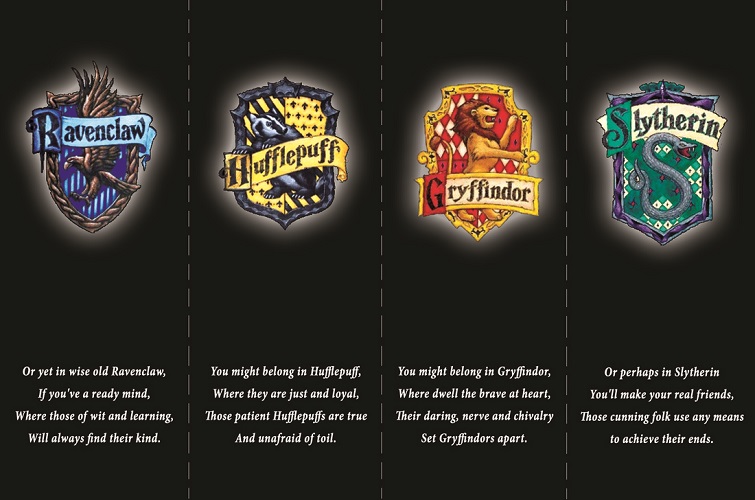 Ravenclaw
Or yet in wise old Ravenclaw,
If you've a ready mind,
Where those of wit and learning,
Will always find their kind.
Hufflepuff
You might belong in Hufflepuff,
Where they are just and loyal,
Those patient Hufflepuffs are true
And unafraid of toil.
Gryffindor
You might belong in Gryffindor,
Where dwell the brave at heart,
Their daring, nerve and chivalry
Set Gryffindors apart.
Slytherin
Or perhaps in Slytherin
You'll make your real friends,
Those cunning folk use any means
to achieve their ends.